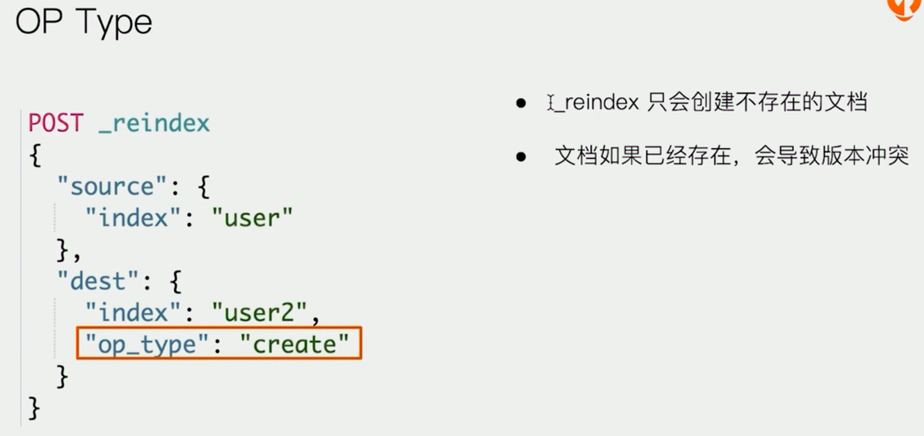 OP Type
POST _reindex
{
  "source": {
    "index": "user"
  },
  "dest": {
    "index": "user2",
    "op_type": "create"
  }
}
● _reindex 只会创建不存在的文档
● 文档如果已经存在，会导致版本冲突